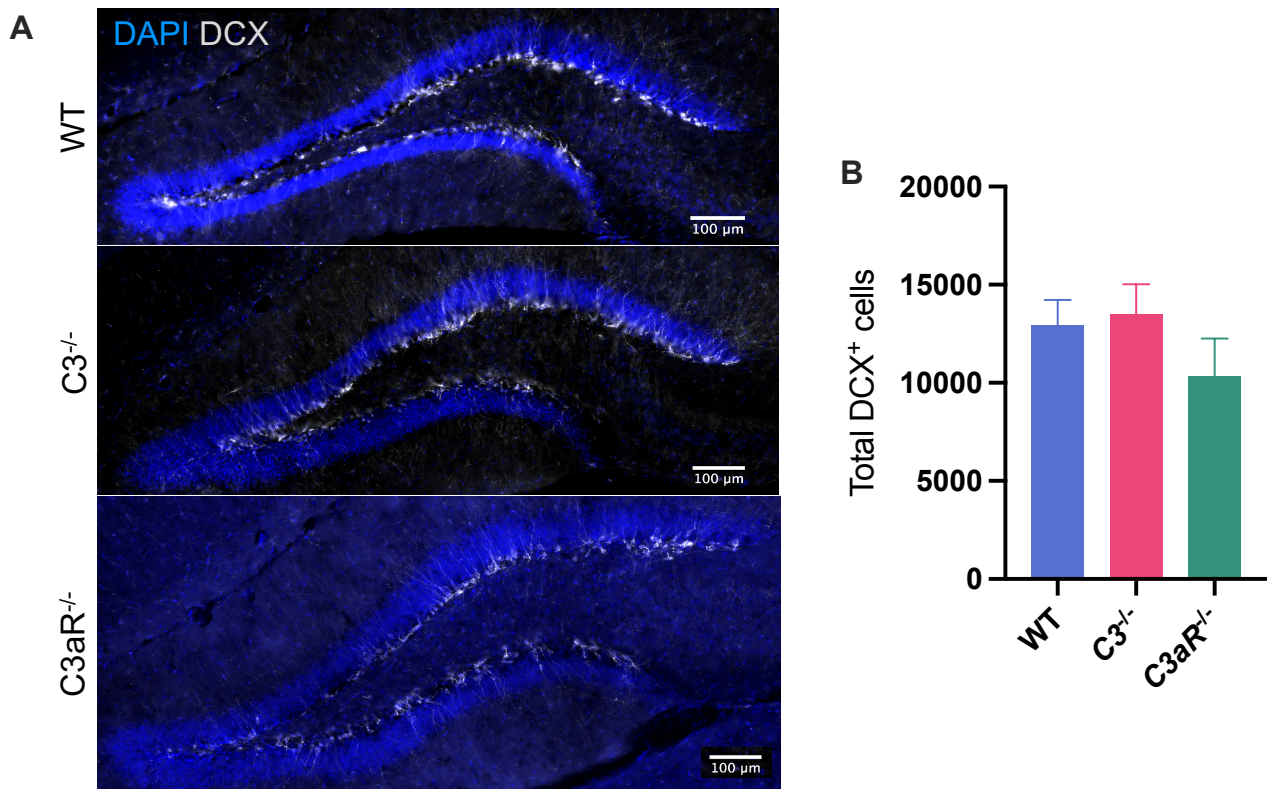 A
DAPI DCX
WT
100 µm
C3-/-
100 µm
C3aR-/-
100 µm
B
Total DCX+ cells
20000
15000
10000
5000
0
WT
C3-/-
C3aR-/-